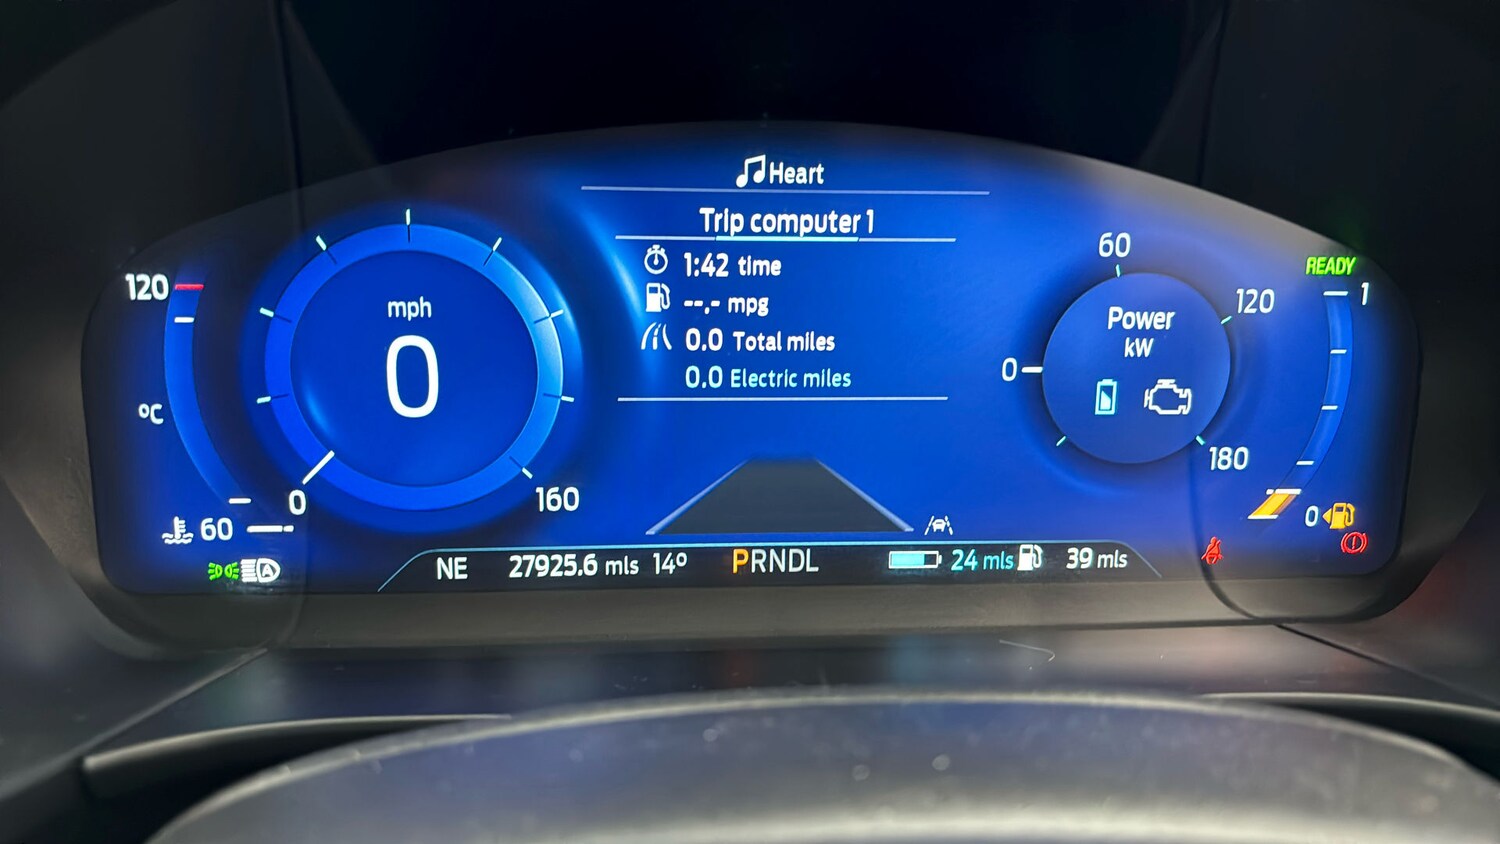 Heart
Trip computer 1
1:42 time
--.- mpg
0.0 Total miles
0.0 Electric miles
120
°C
60
mph
0
0
160
60
120
0
Power
kW
180
READY
1
0
A
NE 27925.6 mls 14° PRNDL 24 mls 39 mls